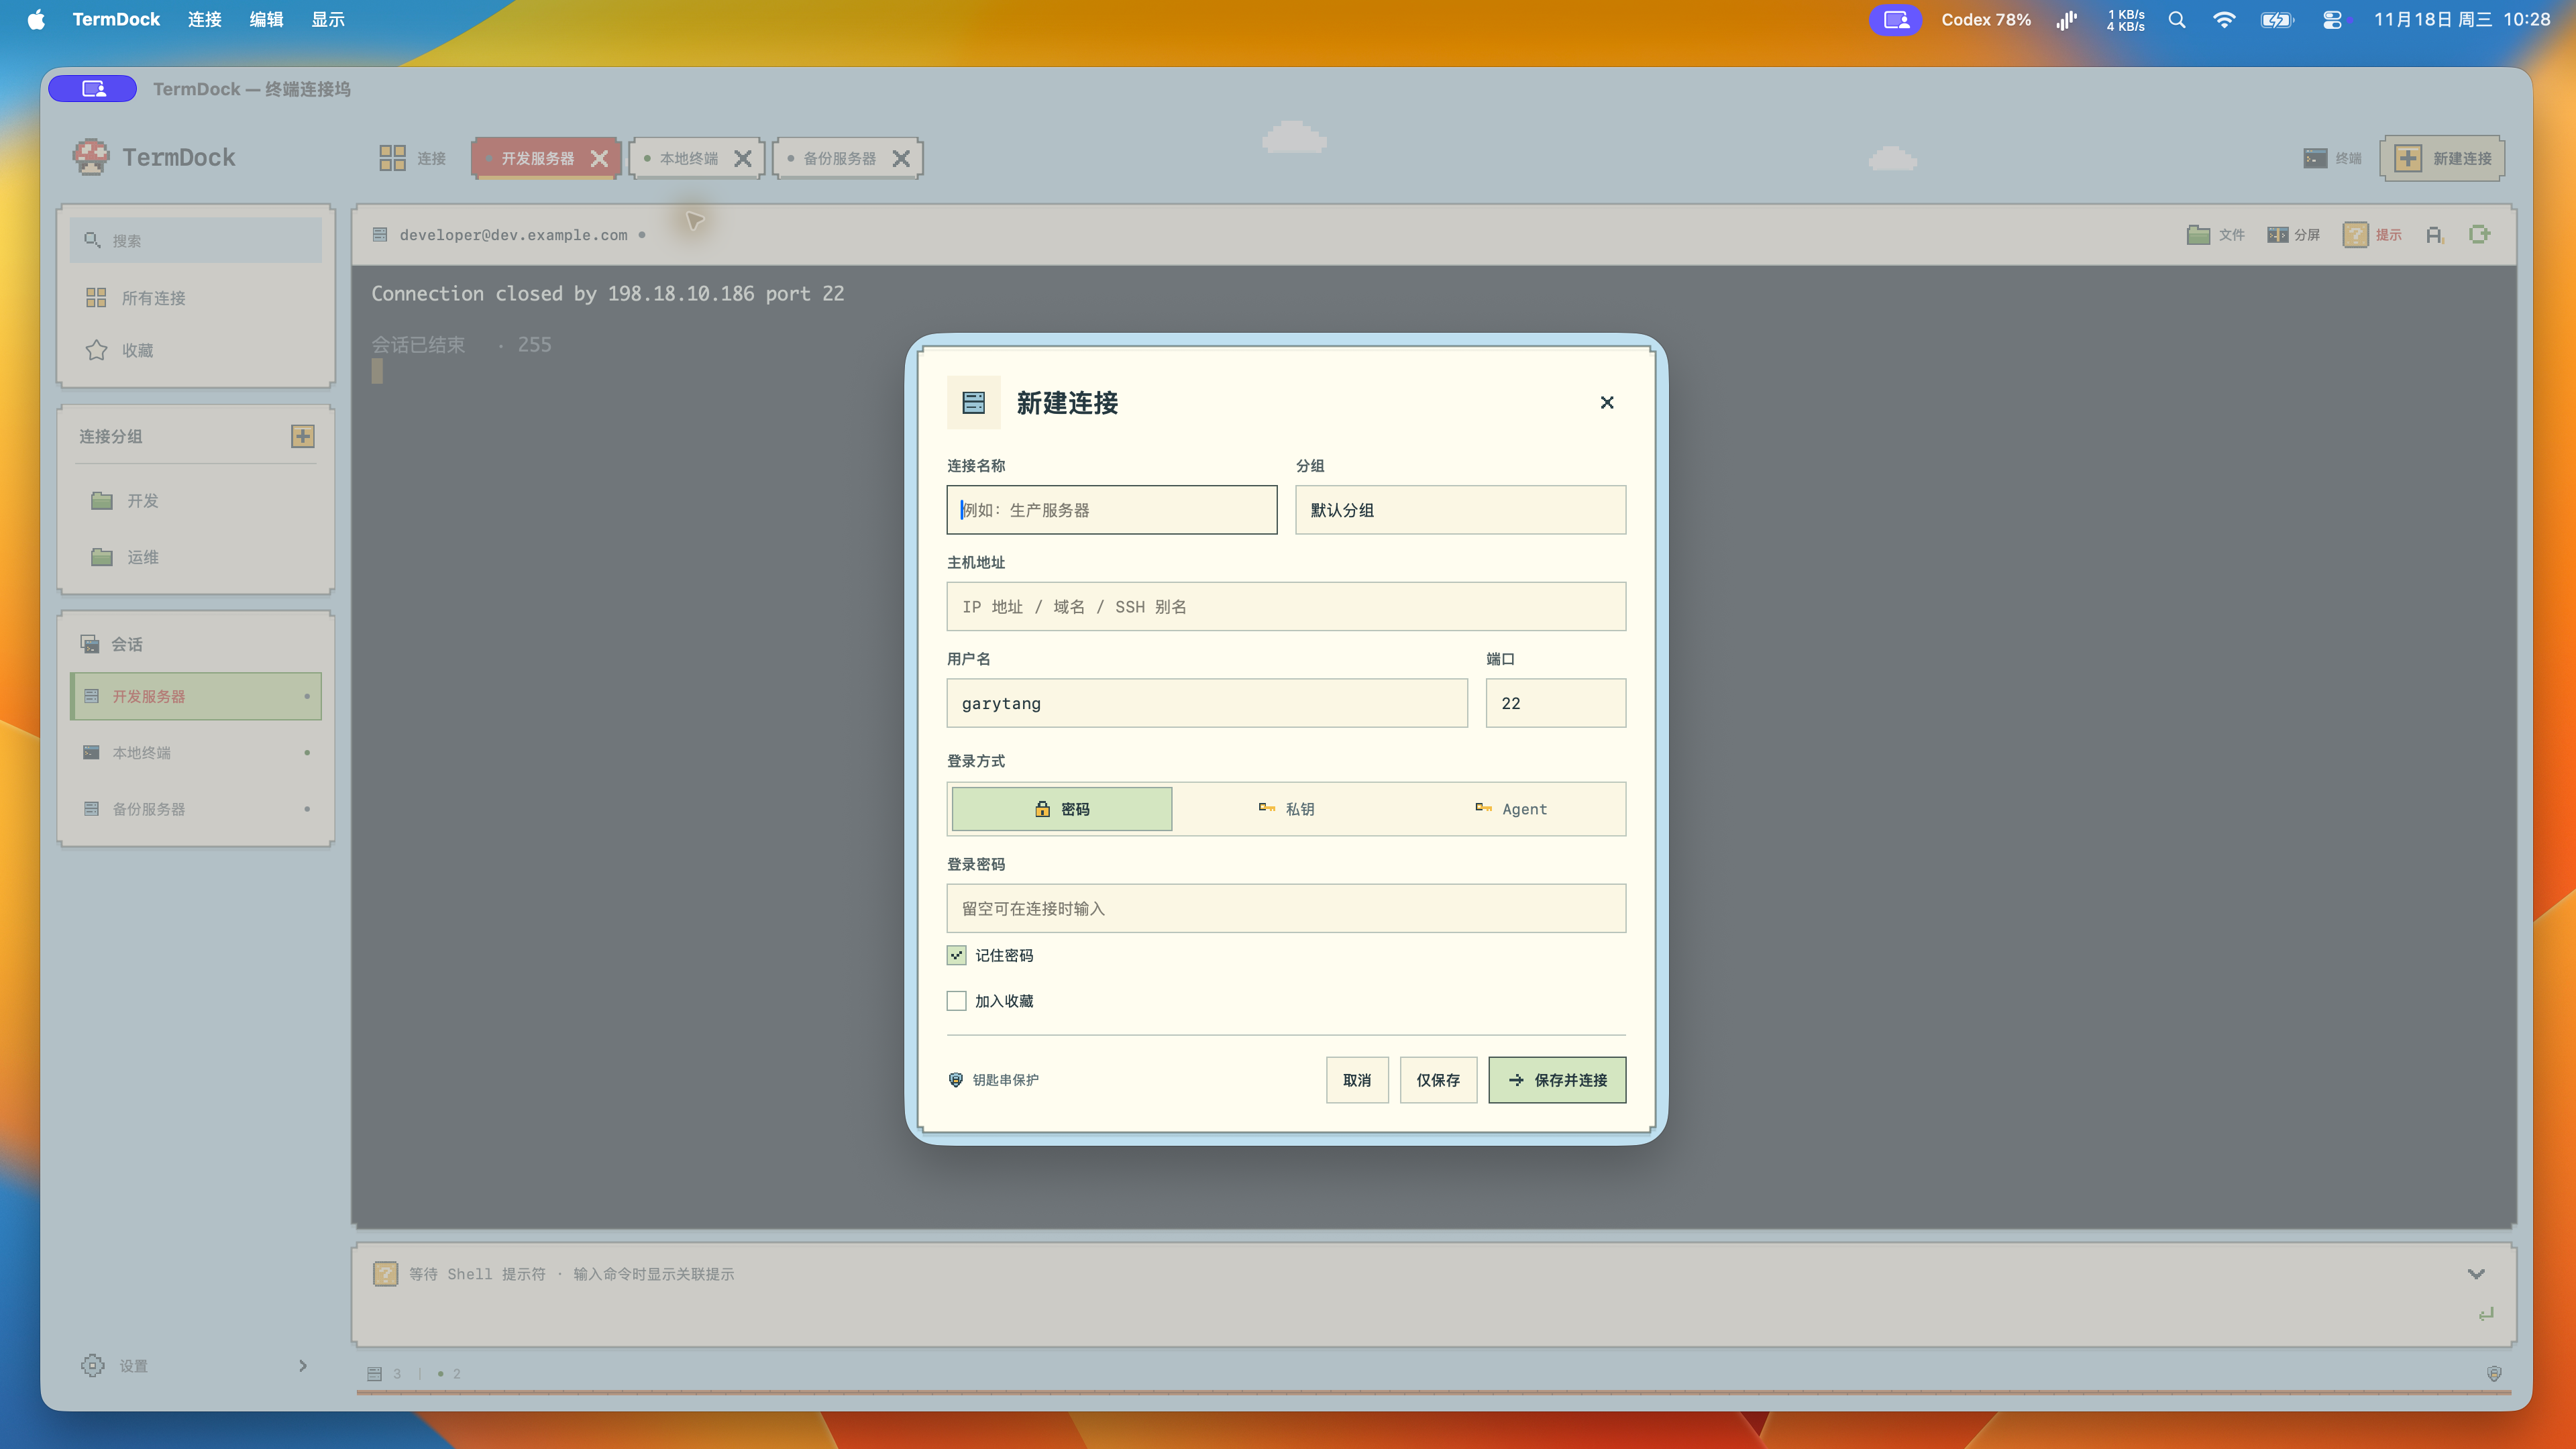 TermDock 连接 编辑 显示
Codex 78% 1 KB/s 4 KB/s 11月18日 周三 10:28
TermDock — 终端连接坞
TermDock
连接 开发服务器 本地终端 备份服务器 终端 新建连接
搜索
所有连接
收藏
连接分组
开发
运维
会话
开发服务器
本地终端
备份服务器
设置
developer@dev.example.com 文件 分屏 提示
Connection closed by 198.18.10.186 port 22
会话已结束 · 255
新建连接
连接名称 分组
例如：生产服务器 默认分组
主机地址
IP 地址 / 域名 / SSH 别名
用户名 端口
garytang 22
登录方式
密码 私钥 Agent
登录密码
留空可在连接时输入
记住密码
加入收藏
钥匙串保护 取消 仅保存 保存并连接
等待 Shell 提示符 · 输入命令时显示关联提示
3 | 2